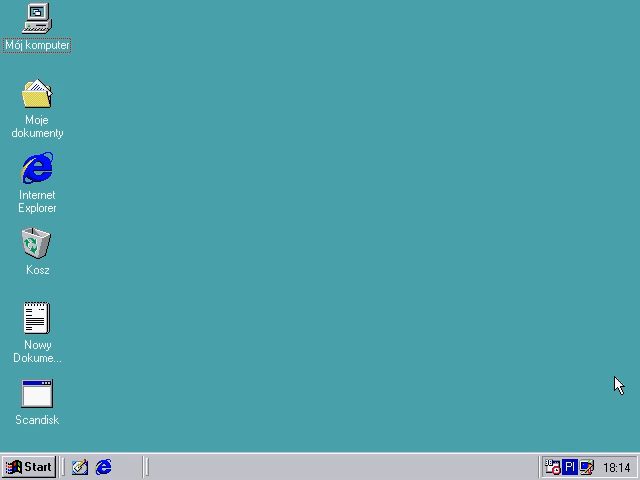 Mój komputer
Moje
dokumenty
Internet
Explorer
Kosz
Nowy
Dokume...
Scandisk
Start
Pl
18:14